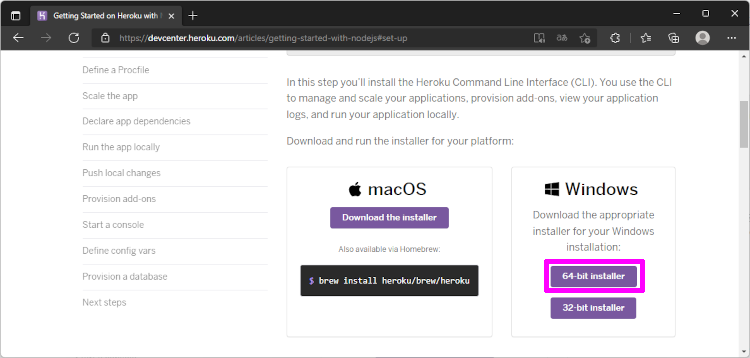 Getting Started on Heroku with N
https://devcenter.heroku.com/articles/getting-started-with-nodejs#set-up
Define a Procfile
Scale the app
Declare app dependencies
Run the app locally
Push local changes
Provision add-ons
Start a console
Define config vars
Provision a database
Next steps
In this step you'll install the Heroku Command Line Interface (CLI). You use the CLI
to manage and scale your applications, provision add-ons, view your application
logs, and run your application locally.
Download and run the installer for your platform:
macOS
Download the installer
Also available via Homebrew:
$ brew install heroku/brew/heroku
Windows
Download the appropriate
installer for your Windows
installation:
64-bit installer
32-bit installer